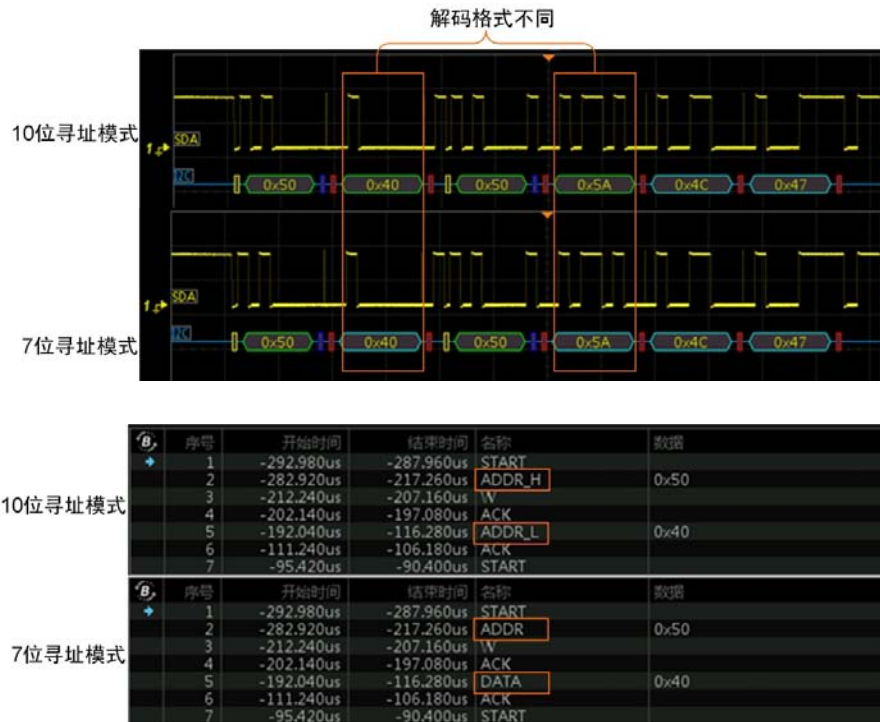 解码格式不同
10位寻址模式
1
SDA
I2C
0x50 0x40 0x50 0x5A 0x4C 0x47
1
SDA
7位寻址模式
I2C
0x50 0x40 0x50 0x5A 0x4C 0x47
10位寻址模式
B 序号 开始时间 结束时间 名称 数据
1 -292.980us -287.960us START
2 -282.920us -217.260us ADDR_H 0x50
3 -212.240us -207.160us W
4 -202.140us -197.080us ACK
5 -192.040us -116.280us ADDR_L 0x40
6 -111.240us -106.180us ACK
7 -95.420us -90.400us START
7位寻址模式
B 序号 开始时间 结束时间 名称 数据
1 -292.980us -287.960us START
2 -282.920us -217.260us ADDR 0x50
3 -212.240us -207.160us W
4 -202.140us -197.080us ACK
5 -192.040us -116.280us DATA 0x40
6 -111.240us -106.180us ACK
7 -95.420us -90.400us START